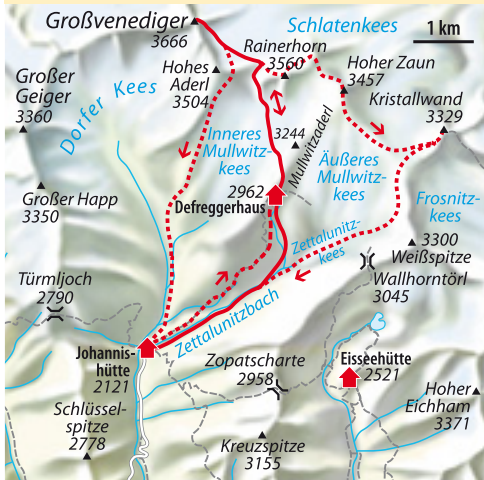 Großvenediger
3666
Schlatenkees
1 km
Rainerhorn
3560
Hoher Zaun
3457
Hohes
Aderl
3504
Großer
Geiger
3360
Dorfer Kees
Kristallwand
3329
Inneres
Mullwitz-
kees
3244
Mullwitzaderl
Äußeres
Mullwitz-
kees
Großer Happ
3350
2962
Defreggerhaus
Frosnitz-
kees
Zettalunitz-
kees
3300
Weißspitze
Türmljoch
2790
Wallhorntörl
3045
Zettalunitzbach
Johannis-
hütte
2121
Zopatscharte
2958
Eisseehütte
2521
Schlüssel-
spitze
2778
Hoher
Eichham
3371
Kreuzspitze
3155